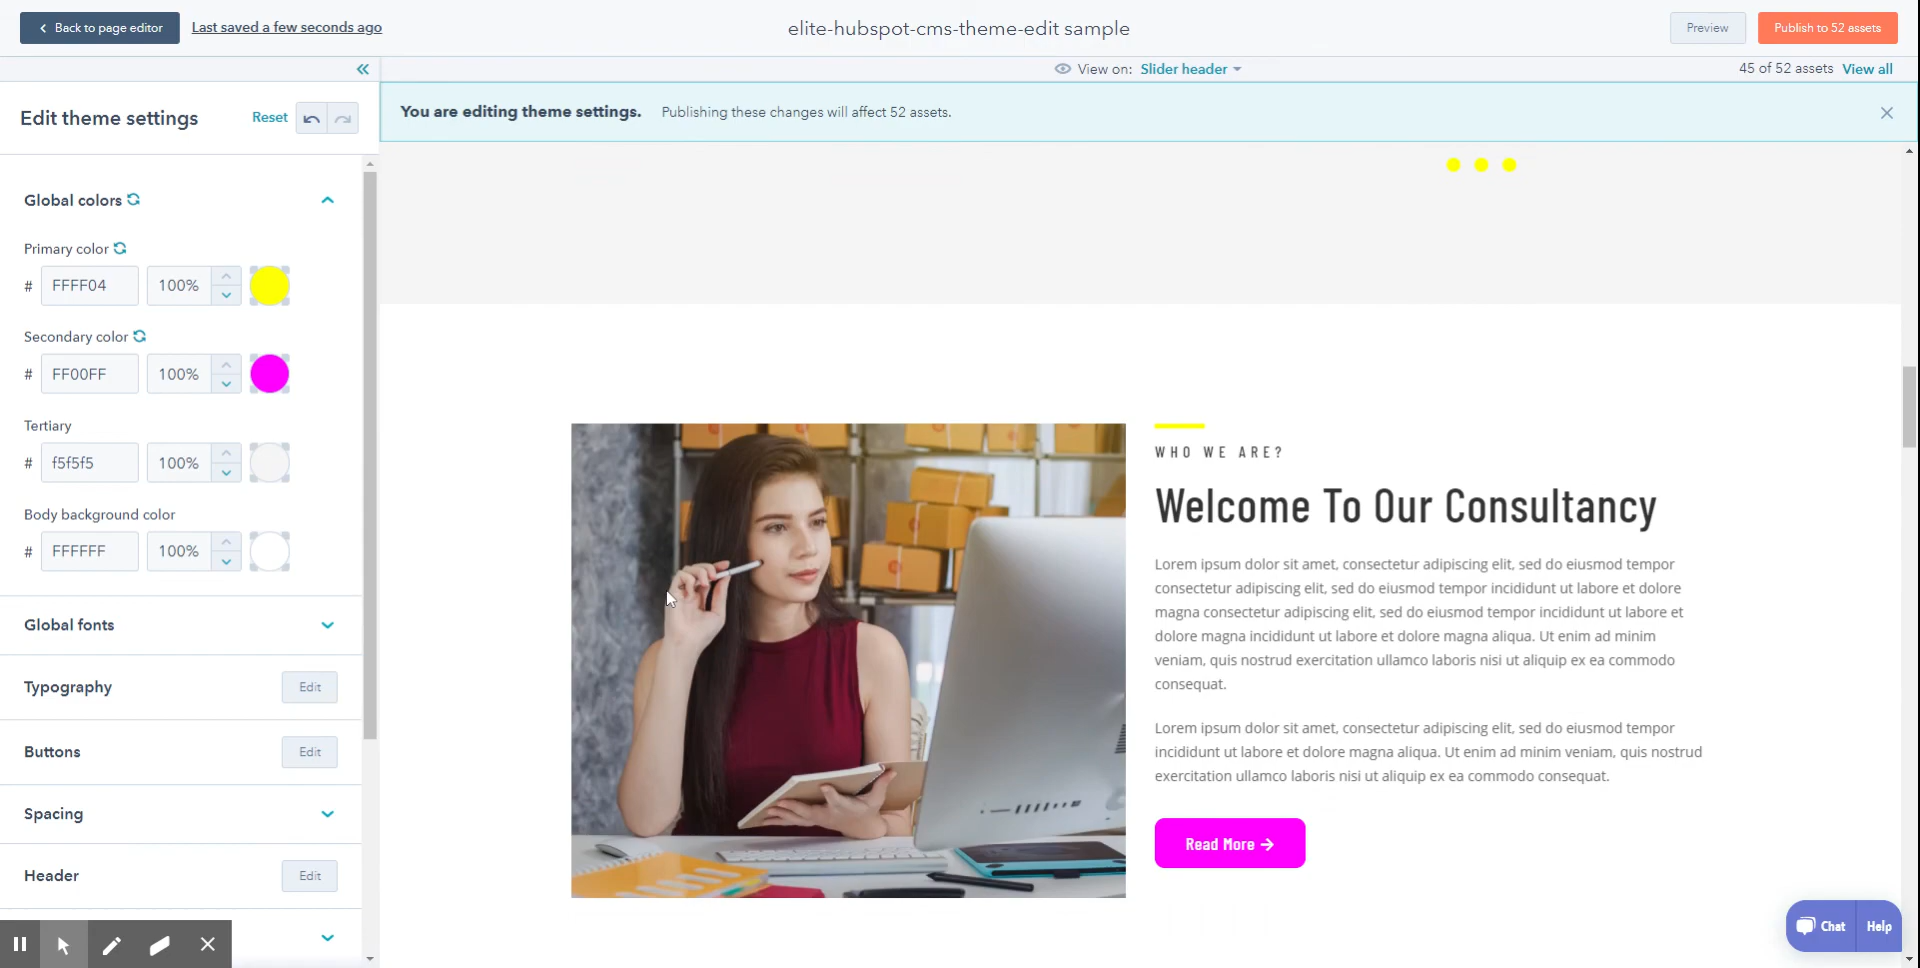 Back to page editor
Last saved a few seconds ago
elite-hubspot-cms-theme-edit sample
Preview
Publish to 52 assets
View on: Slider header
45 of 52 assets View all
Edit theme settings
Reset
You are editing theme settings. Publishing these changes will affect 52 assets.
Global colors
Primary color
# FFFF04 100%
Secondary color
# FF00FF 100%
Tertiary
# f5f5f5 100%
Body background color
# FFFFFF 100%
Global fonts
Typography Edit
Buttons Edit
Spacing
Header Edit
WHO WE ARE?
Welcome To Our Consultancy
Lorem ipsum dolor sit amet, consectetur adipiscing elit, sed do eiusmod tempor
consectetur adipiscing elit, sed do eiusmod tempor incididunt ut labore et dolore
magna consectetur adipiscing elit, sed do eiusmod tempor incididunt ut labore et
dolore magna incididunt ut labore et dolore magna aliqua. Ut enim ad minim
veniam, quis nostrud exercitation ullamco laboris nisi ut aliquip ex ea commodo
consequat.
Lorem ipsum dolor sit amet, consectetur adipiscing elit, sed do eiusmod tempor
incididunt ut labore et dolore magna aliqua. Ut enim ad minim veniam, quis nostrud
exercitation ullamco laboris nisi ut aliquip ex ea commodo consequat.
Read More →
Chat
Help